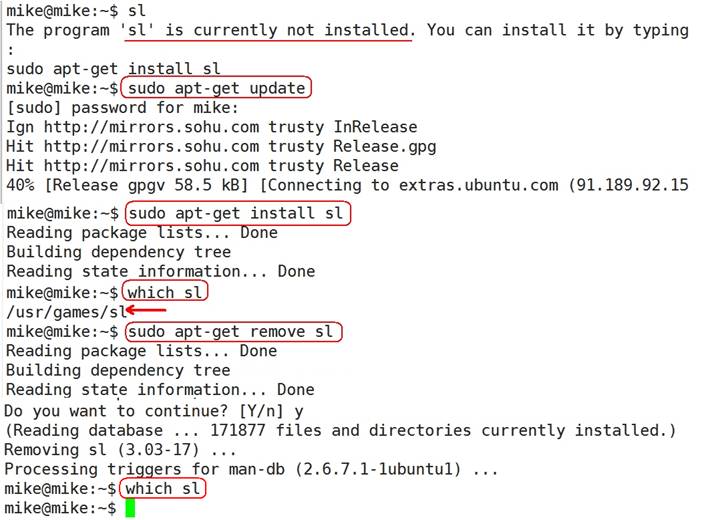 mike@mike:~$ sl
The program 'sl' is currently not installed. You can install it by typing
:
sudo apt-get install sl
mike@mike:~$ sudo apt-get update
[sudo] password for mike:
Ign http://mirrors.sohu.com trusty InRelease
Hit http://mirrors.sohu.com trusty Release.gpg
Hit http://mirrors.sohu.com trusty Release
40% [Release gpgv 58.5 kB] [Connecting to extras.ubuntu.com (91.189.92.15
mike@mike:~$ sudo apt-get install sl
Reading package lists... Done
Building dependency tree
Reading state information... Done
mike@mike:~$ which sl
/usr/games/sl
mike@mike:~$ sudo apt-get remove sl
Reading package lists... Done
Building dependency tree
Reading state information... Done
Do you want to continue? [Y/n] y
(Reading database ... 171877 files and directories currently installed.)
Removing sl (3.03-17) ...
Processing triggers for man-db (2.6.7.1-1ubuntu1) ...
mike@mike:~$ which sl
mike@mike:~$